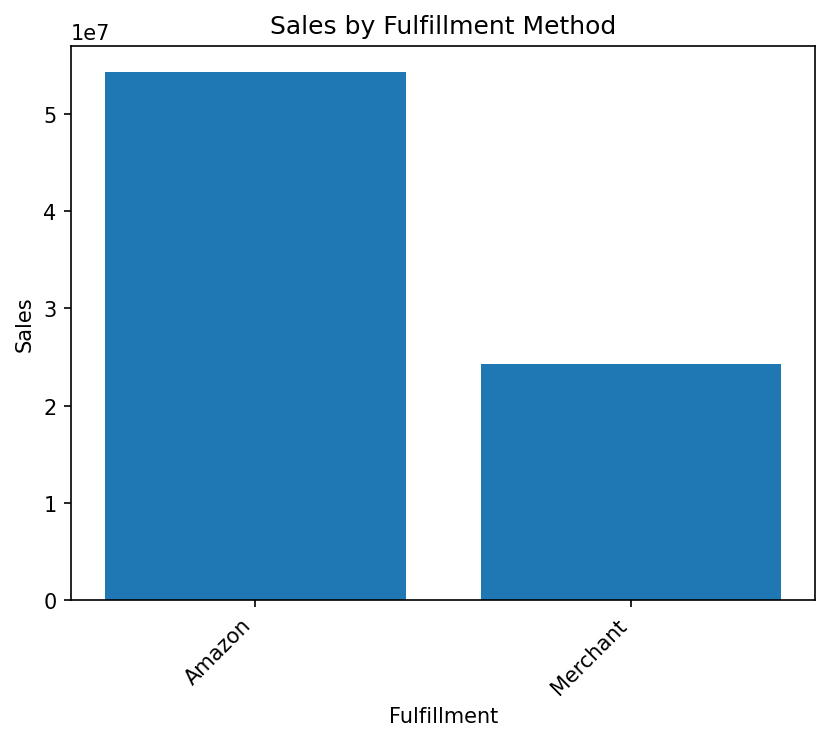 Sales by Fulfillment Method
1e7
5
4
3
2
1
0
Sales
Amazon
Merchant
Fulfillment